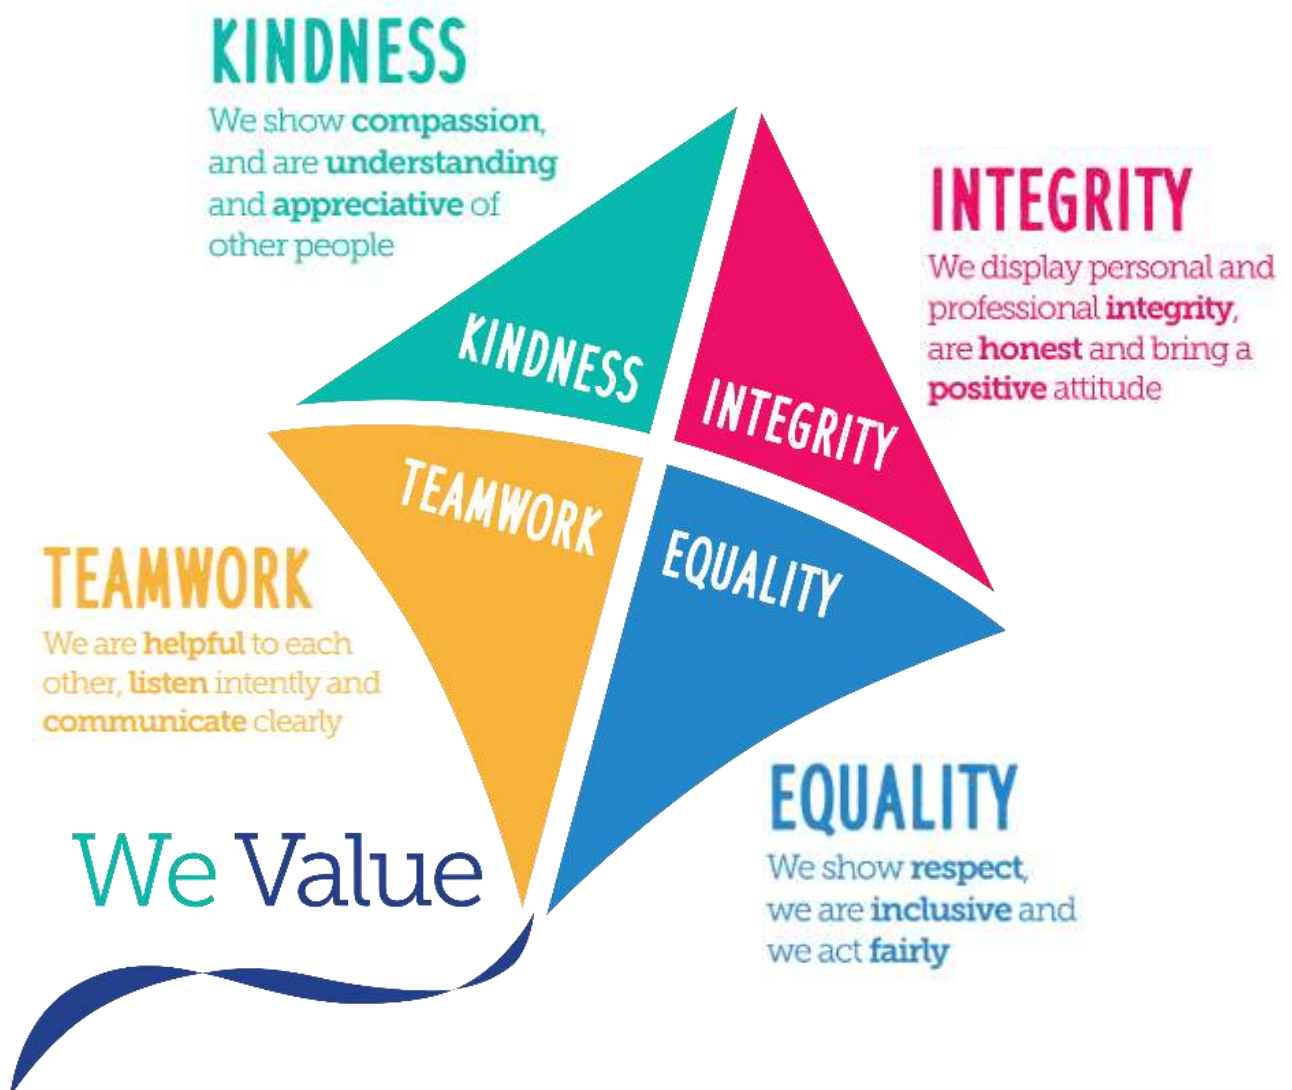 KINDNESS
We show compassion,
and are understanding
and appreciative of
other people
INTEGRITY
We display personal and
professional integrity,
are honest and bring a
positive attitude
KINDNESS
INTEGRITY
TEAMWORK
EQUALITY
TEAMWORK
We are helpful to each
other, listen intently and
communicate clearly
EQUALITY
We show respect,
we are inclusive and
we act fairly
We Value